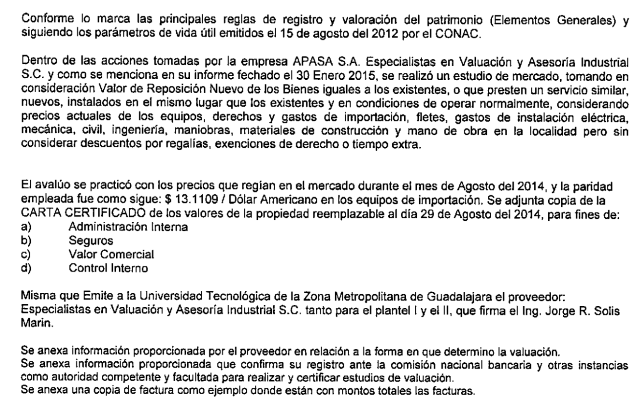 Conforme lo marca las principales reglas de registro y valoración del patrimonio (Elementos Generales) y
siguiendo los parámetros de vida útil emitidos el 15 de agosto del 2012 por el CONAC.
Dentro de las acciones tomadas por la empresa APASA S.A. Especialistas en Valuación y Asesoría Industrial
S.C. y como se menciona en su informe fechado el 30 Enero 2015, se realizó un estudio de mercado, tomando en
consideración Valor de Reposición Nuevo de los Bienes iguales a los existentes, o que presten un servicio similar,
nuevos, instalados en el mismo lugar que los existentes y en condiciones de operar normalmente, considerando
precios actuales de los equipos, derechos y gastos de importación, fletes, gastos de instalación eléctrica,
mecánica, civil, ingeniería, maniobras, materiales de construcción y mano de obra en la localidad pero sin
considerar descuentos por regalías, exenciones de derecho o tiempo extra.
El avalúo se practicó con los precios que regían en el mercado durante el mes de Agosto del 2014, y la paridad
empleada fue como sigue: $ 13.1109 / Dólar Americano en los equipos de importación. Se adjunta copia de la
CARTA CERTIFICADO de los valores de la propiedad reemplazable al día 29 de Agosto del 2014, para fines de:
a) Administración Interna
b) Seguros
c) Valor Comercial
d) Control Interno
Misma que Emite a la Universidad Tecnológica de la Zona Metropolitana de Guadalajara el proveedor:
Especialistas en Valuación y Asesoría Industrial S.C. tanto para el plantel I y el II, que firma el Ing. Jorge R. Solis
Marin.
Se anexa información proporcionada por el proveedor en relación a la forma en que determino la valuación.
Se anexa información proporcionada que confirma su registro ante la comisión nacional bancaria y otras instancias
como autoridad competente y facultada para realizar y certificar estudios de valuación.
Se anexa una copia de factura como ejemplo donde están con montos totales las facturas.